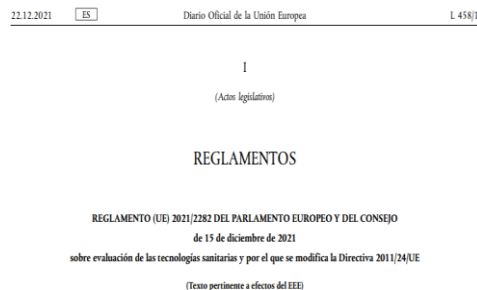 22.12.2021 ES Diario Oficial de la Unión Europea L 458/1
I
(Actos legislativos)
REGLAMENTOS
REGLAMENTO (UE) 2021/2282 DEL PARLAMENTO EUROPEO Y DEL CONSEJO
de 15 de diciembre de 2021
sobre evaluación de las tecnologías sanitarias y por el que se modifica la Directiva 2011/24/UE
(Texto pertinente a efectos del EEE)